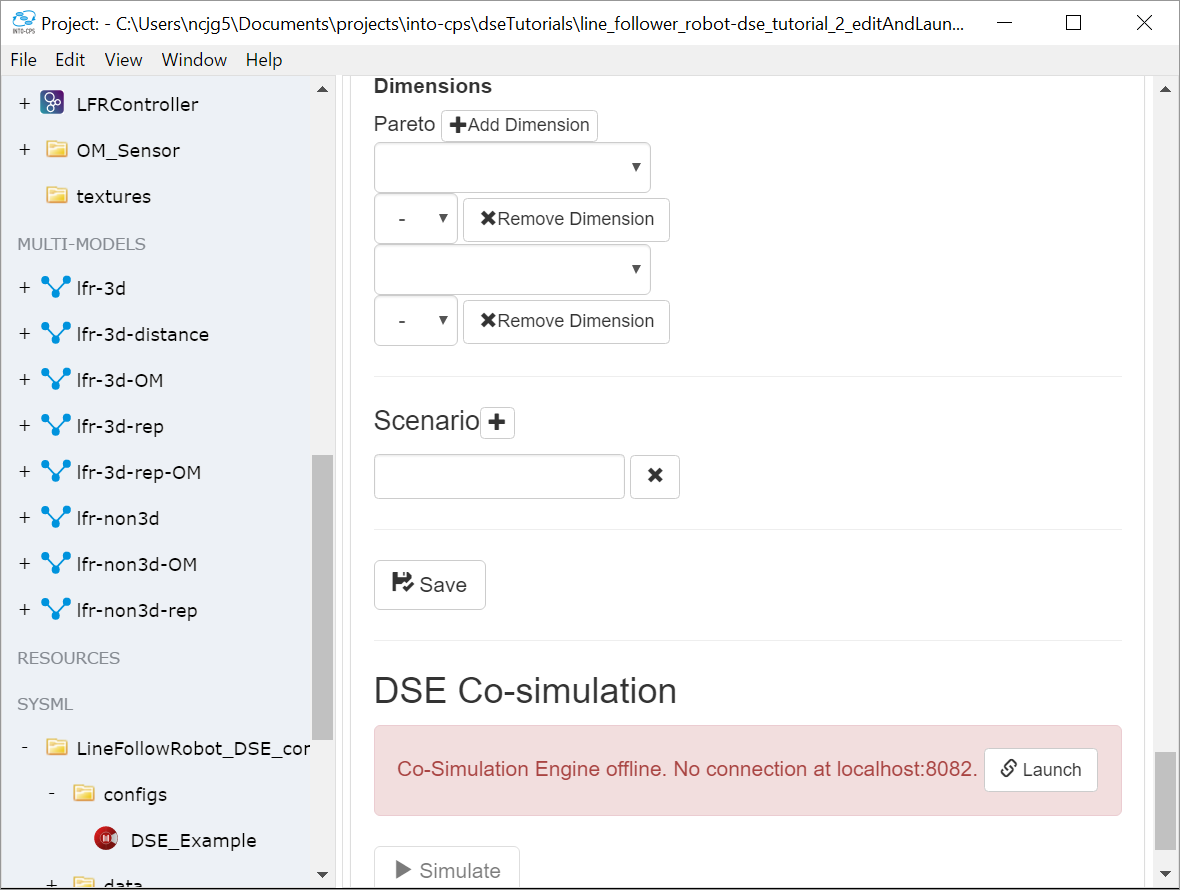 INTO-CPS
Project: - C:\Users\ncjg5\Documents\projects\into-cps\dseTutorials\line_follower_robot-dse_tutorial_2_editAndLaun...
File Edit View Window Help
+ LFRController
+ OM_Sensor
textures
MULTI-MODELS
+ lfr-3d
+ lfr-3d-distance
+ lfr-3d-OM
+ lfr-3d-rep
+ lfr-3d-rep-OM
+ lfr-non3d
+ lfr-non3d-OM
+ lfr-non3d-rep
RESOURCES
SYSML
- LineFollowRobot_DSE_cor
- configs
DSE_Example
+ data
Dimensions
Pareto Add Dimension
-
Remove Dimension
-
Remove Dimension
Scenario
Save
DSE Co-simulation
Co-Simulation Engine offline. No connection at localhost:8082. Launch
Simulate